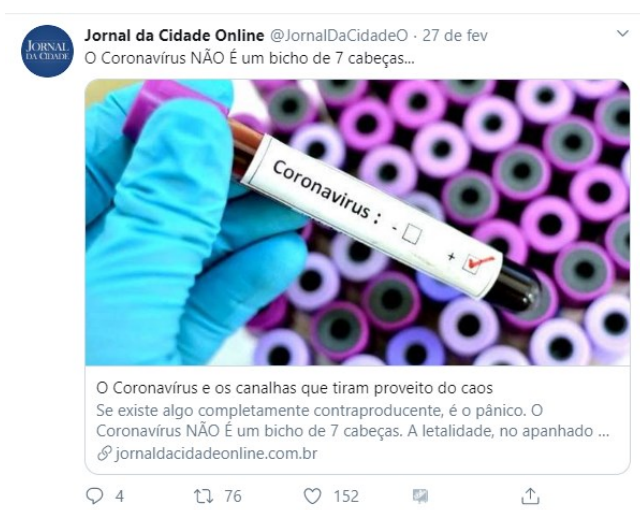 JORNAL
DA CIDADE
Jornal da Cidade Online @JornalDaCidadeO · 27 de fev
O Coronavírus NÃO É um bicho de 7 cabeças...
Coronavirus : - +
O Coronavírus e os canalhas que tiram proveito do caos
Se existe algo completamente contraproducente, é o pânico. O
Coronavírus NÃO É um bicho de 7 cabeças. A letalidade, no apanhado ...
jornaldacidadeonline.com.br
4 76 152